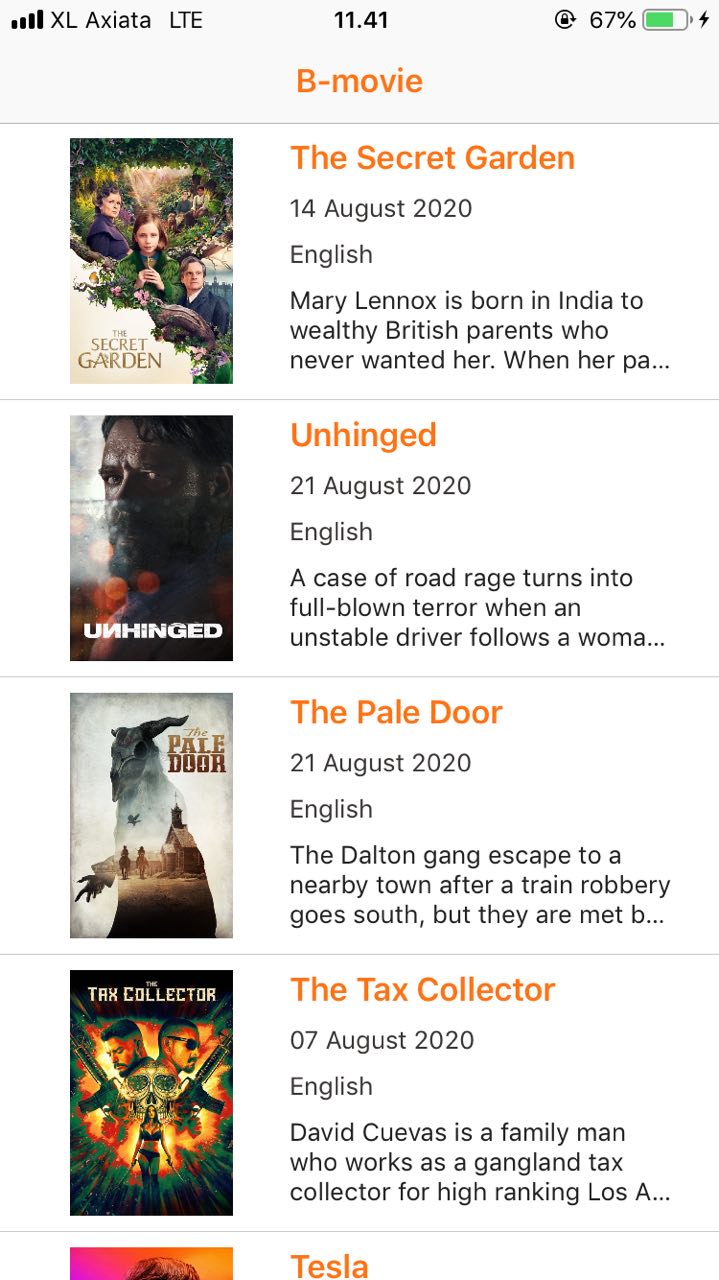 XL Axiata LTE 11.41 67%
B-movie
THE
SECRET
GARDEN
The Secret Garden
14 August 2020
English
Mary Lennox is born in India to
wealthy British parents who
never wanted her. When her pa...
UNHINGED
Unhinged
21 August 2020
English
A case of road rage turns into
full-blown terror when an
unstable driver follows a woma...
The
PALE
DOOR
The Pale Door
21 August 2020
English
The Dalton gang escape to a
nearby town after a train robbery
goes south, but they are met b...
THE
TAX COLLECTOR
The Tax Collector
07 August 2020
English
David Cuevas is a family man
who works as a gangland tax
collector for high ranking Los A...
Tesla